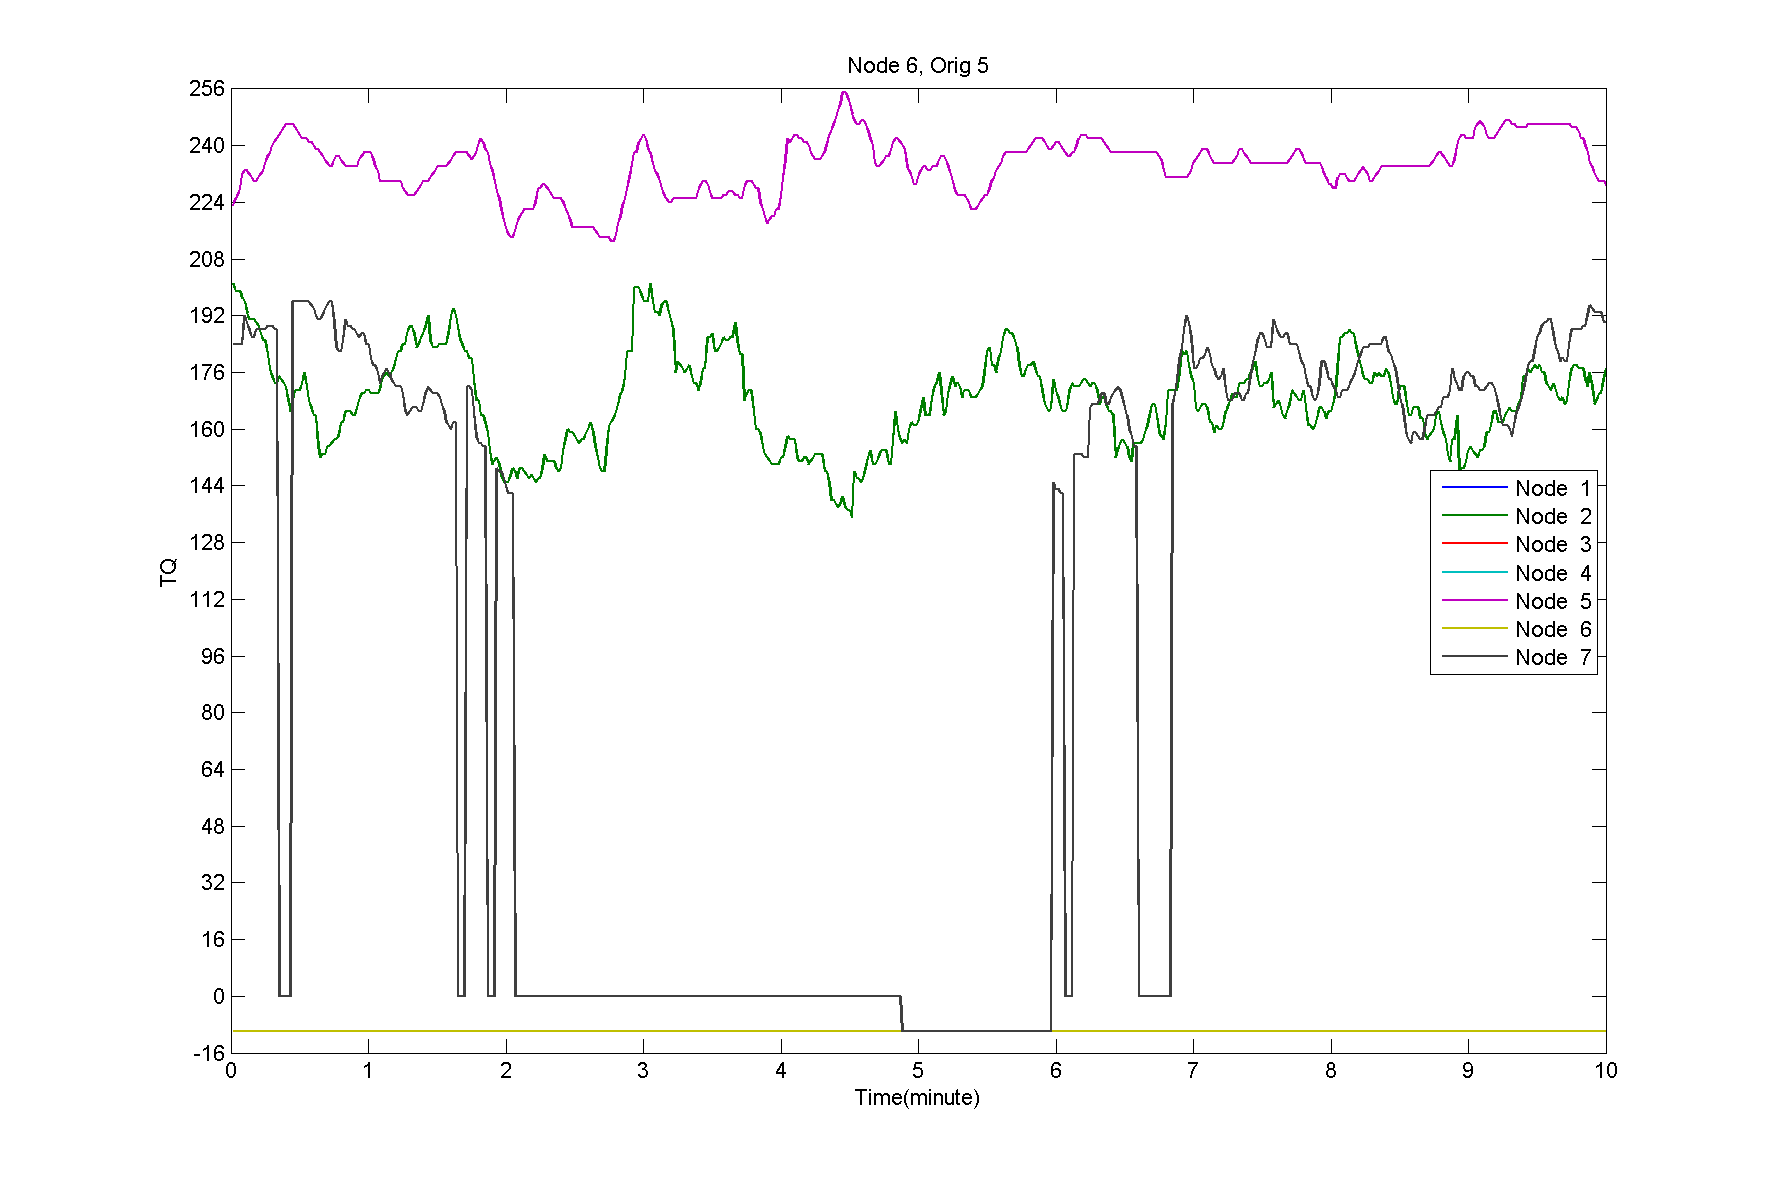 Node 6, Orig 5
256
240
224
208
192
176
160
144
128
112
96
80
64
48
32
16
0
-16
TQ
Node 1
Node 2
Node 3
Node 4
Node 5
Node 6
Node 7
0 1 2 3 4 5 6 7 8 9 10
Time(minute)